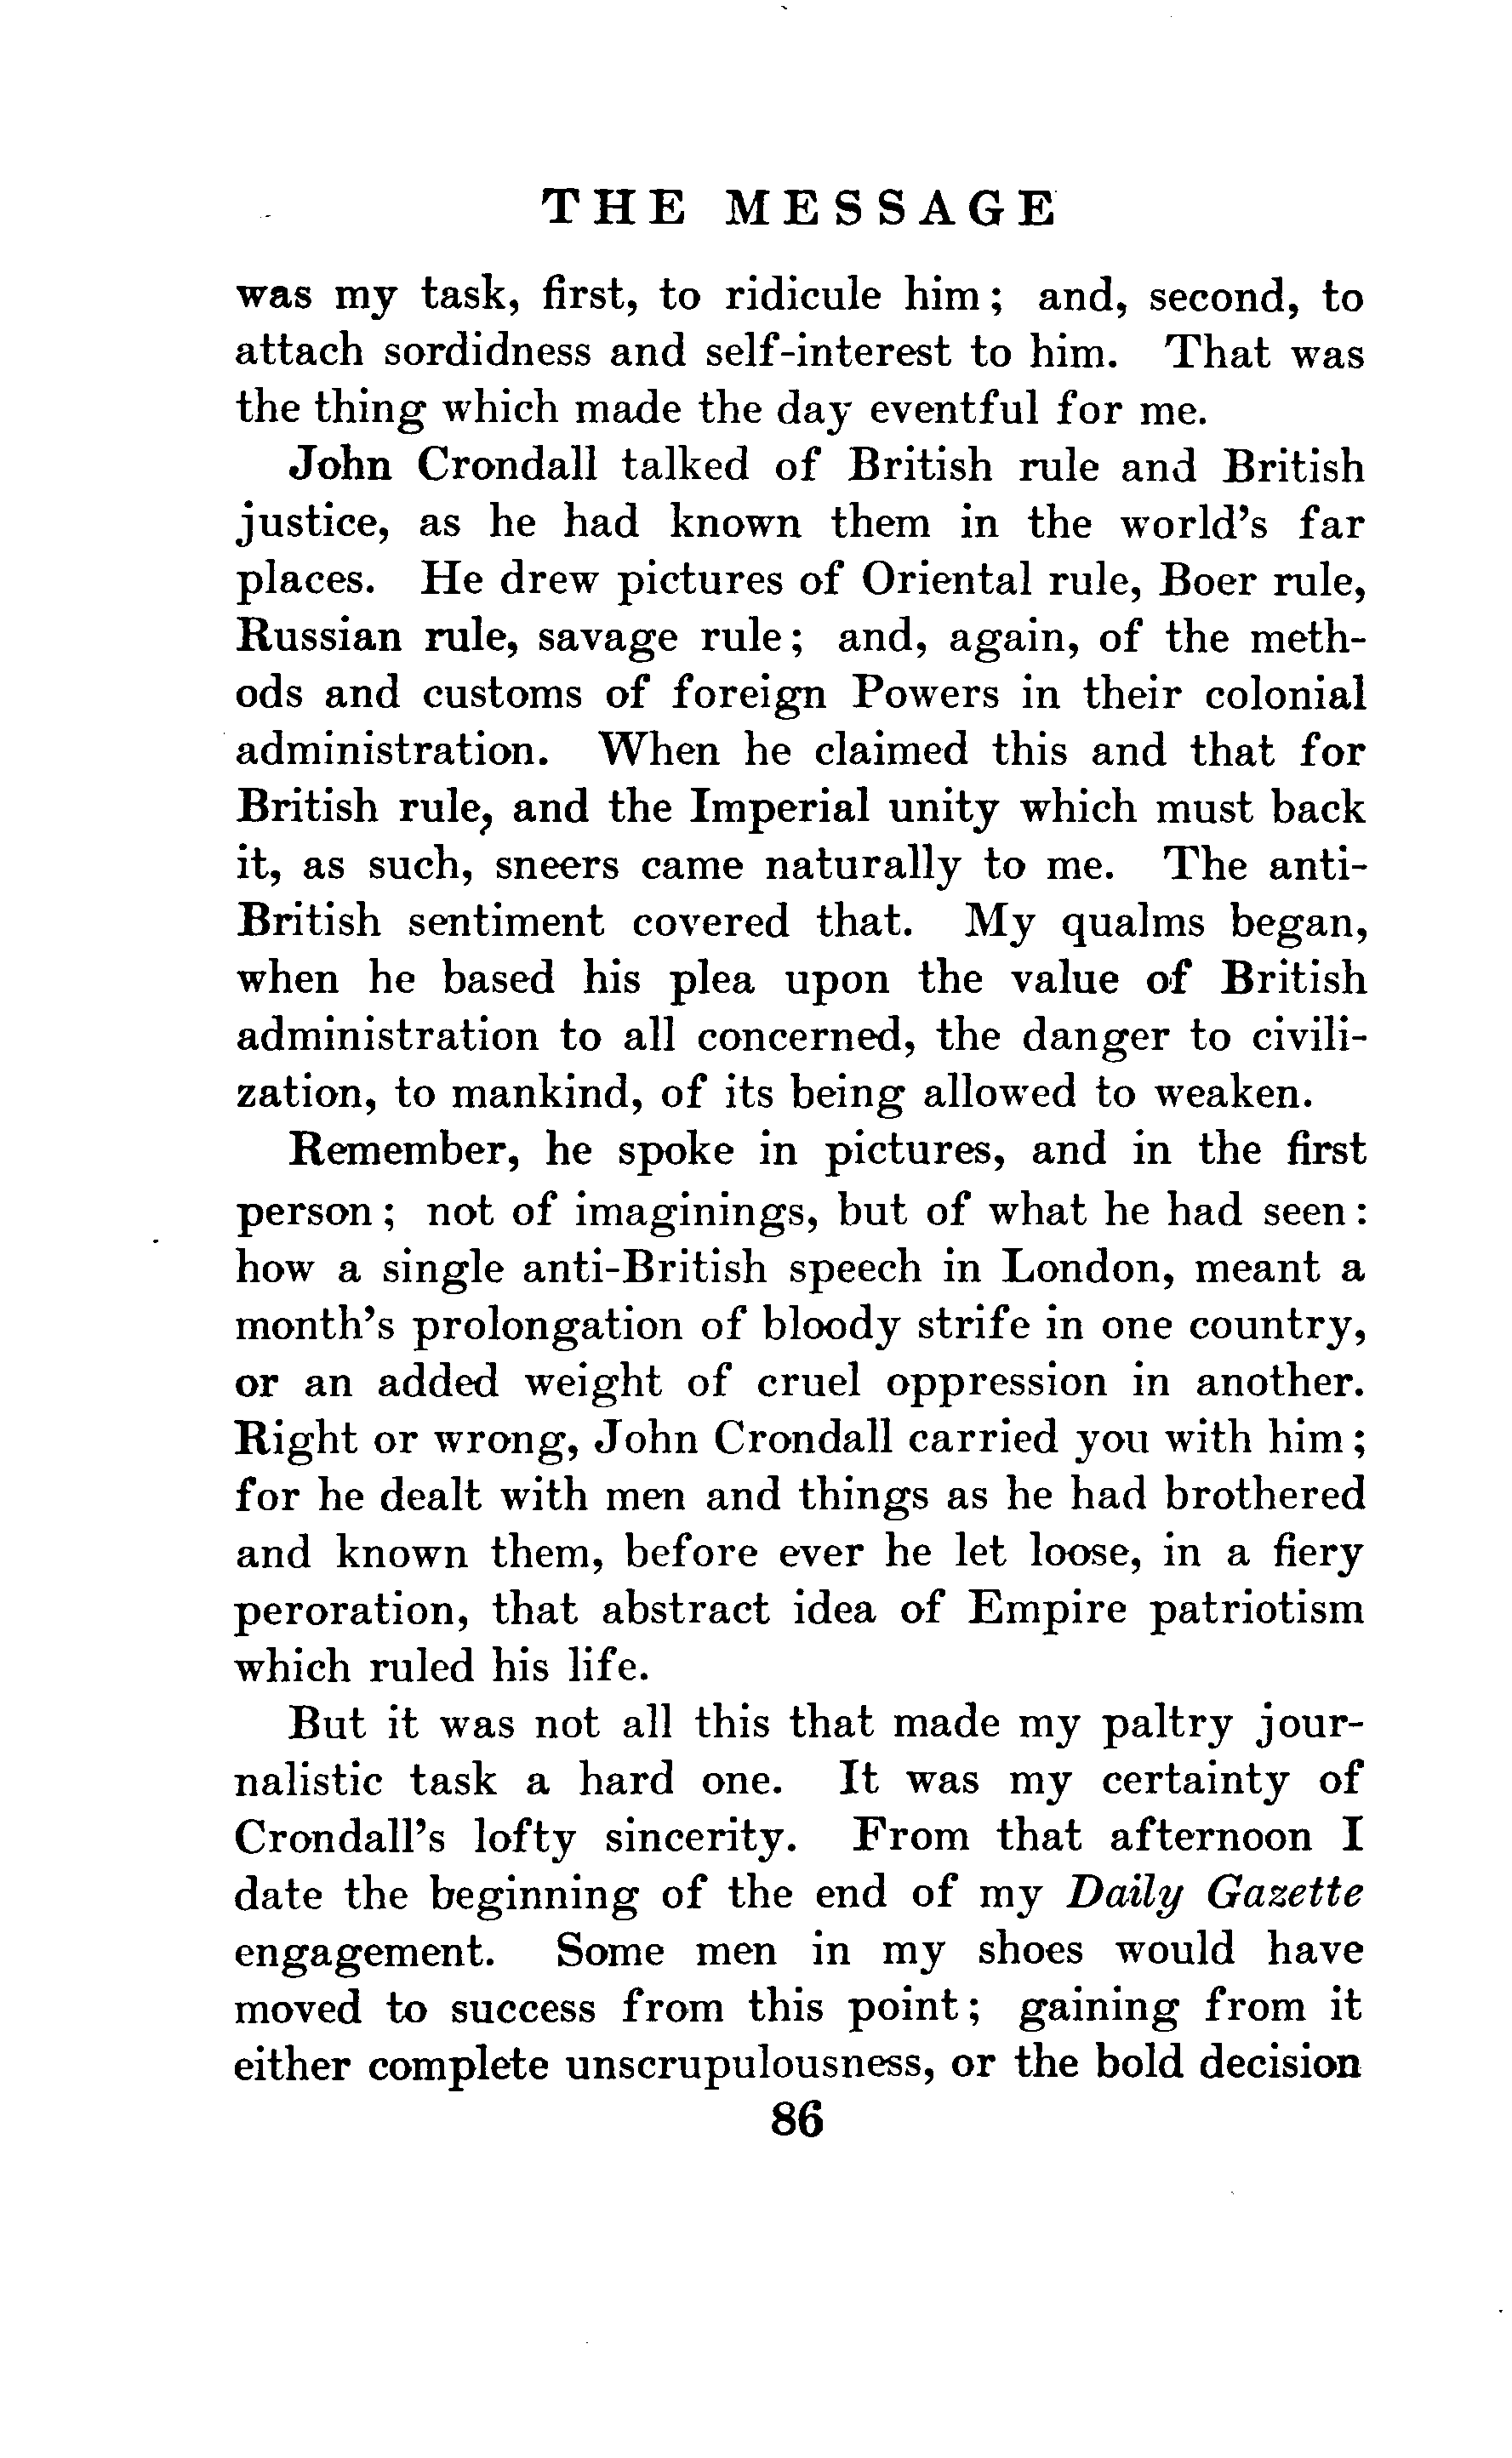 THE MESSAGE
was my task, first, to ridicule him; and, second, to
attach sordidness and self-interest to him. That was
the thing which made the day eventful for me.
John Crondall talked of British rule and British
justice, as he had known them in the world's far
places. He drew pictures of Oriental rule, Boer rule,
Russian rule, savage rule; and, again, of the meth-
ods and customs of foreign Powers in their colonial
administration. When he claimed this and that for
British rule, and the Imperial unity which must back
it, as such, sneers came naturally to me. The anti-
British sentiment covered that. My qualms began,
when he based his plea upon the value of British
administration to all concerned, the danger to civili-
zation, to mankind, of its being allowed to weaken.
Remember, he spoke in pictures, and in the first
person; not of imaginings, but of what he had seen:
how a single anti-British speech in London, meant a
month's prolongation of bloody strife in one country,
or an added weight of cruel oppression in another.
Right or wrong, John Crondall carried you with him;
for he dealt with men and things as he had brothered
and known them, before ever he let loose, in a fiery
peroration, that abstract idea of Empire patriotism
which ruled his life.
But it was not all this that made my paltry jour-
nalistic task a hard one. It was my certainty of
Crondall's lofty sincerity. From that afternoon I
date the beginning of the end of my Daily Gazette
engagement. Some men in my shoes would have
moved to success from this point; gaining from it
either complete unscrupulousness, or the bold decision
86